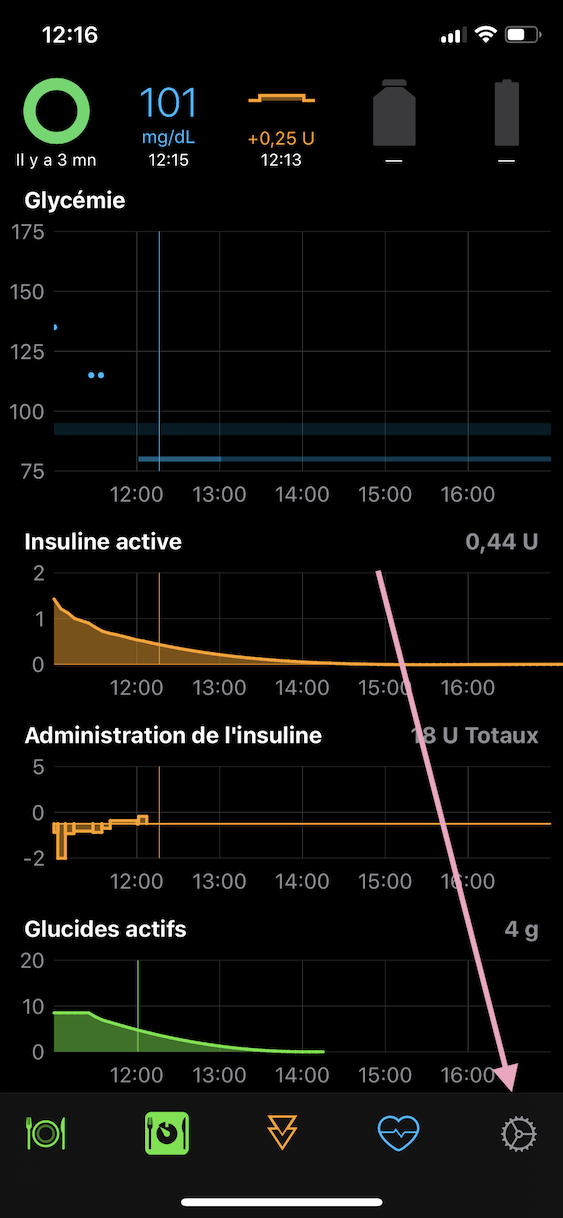 12:16
101
mg/dL
+0,25 U
Il y a 3 mn
12:15
12:13
—
—
Glycémie
175
150
125
100
75
12:00 13:00 14:00 15:00 16:00
Insuline active 0,44 U
2
1
0
12:00 13:00 14:00 15:00 16:00
Administration de l'insuline 18 U Totaux
5
0
-2
12:00 13:00 14:00 15:00 16:00
Glucides actifs 4 g
20
10
0
12:00 13:00 14:00 15:00 16:00